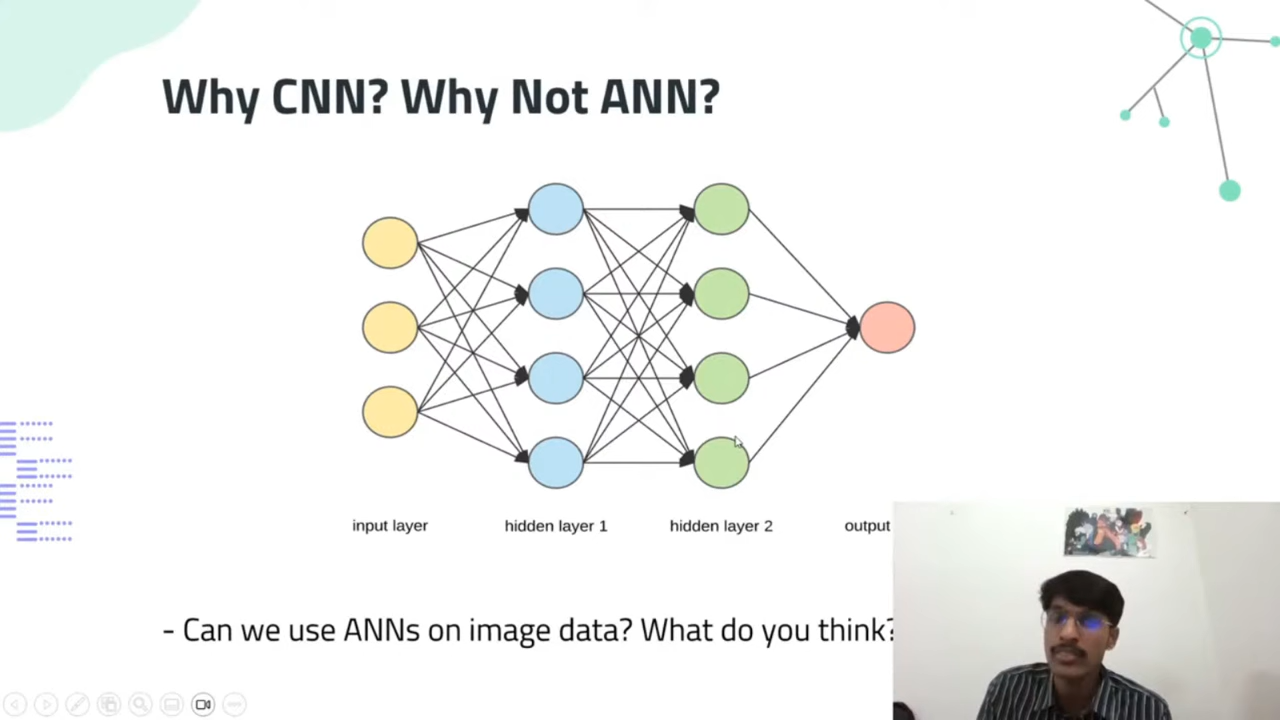 Why CNN? Why Not ANN?
input layer
hidden layer 1
hidden layer 2
output
- Can we use ANNs on image data? What do you think?